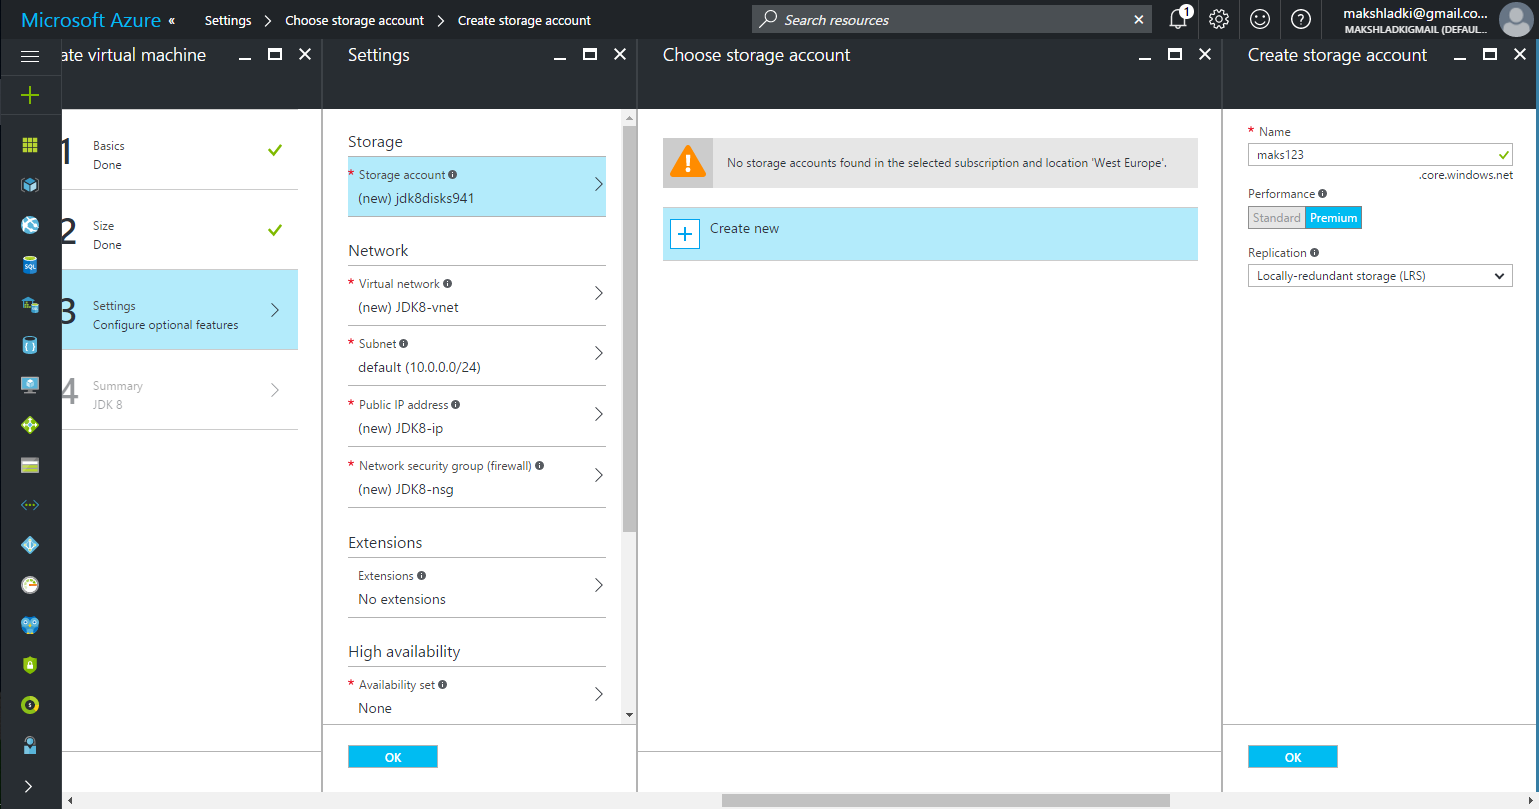 Microsoft Azure «
Settings > Choose storage account > Create storage account
Search resources
1
makshladki@gmail.co...
MAKSHLADKIGMAIL (DEFAUL...
ate virtual machine
1
Basics
Done
2
Size
Done
3
Settings
Configure optional features
4
Summary
JDK 8
Settings
Storage
* Storage account
(new) jdk8disks941
Network
* Virtual network
(new) JDK8-vnet
* Subnet
default (10.0.0.0/24)
* Public IP address
(new) JDK8-ip
* Network security group (firewall)
(new) JDK8-nsg
Extensions
Extensions
No extensions
High availability
* Availability set
None
OK
Choose storage account
No storage accounts found in the selected subscription and location 'West Europe'.
Create new
Create storage account
* Name
maks123
.core.windows.net
Performance
Standard Premium
Replication
Locally-redundant storage (LRS)
OK
SQL